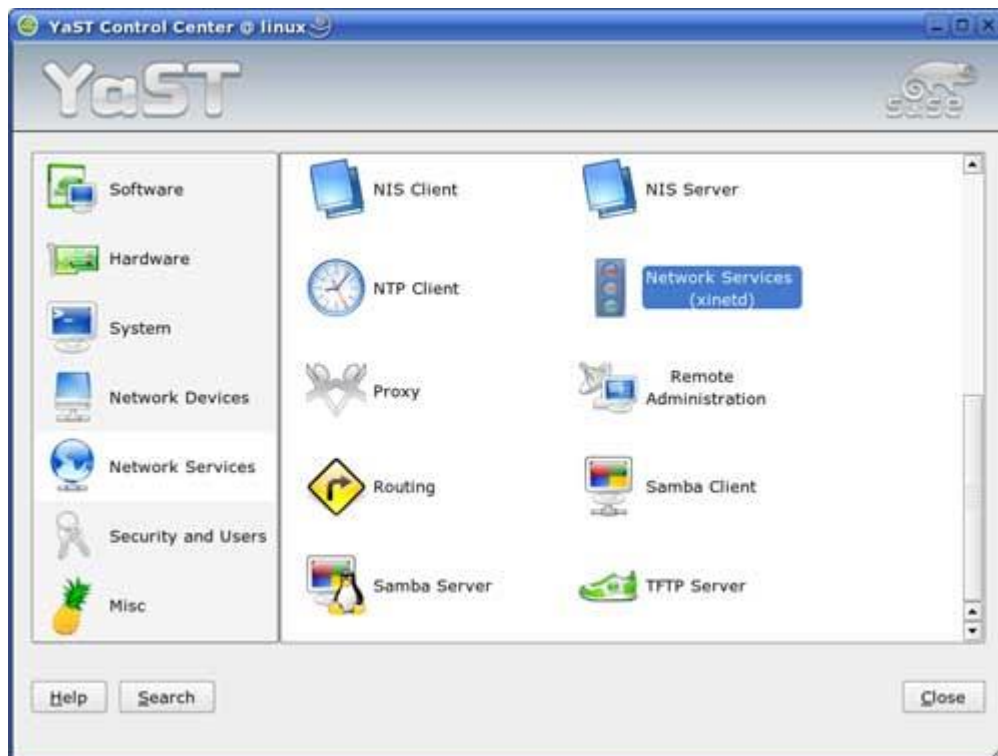 YaST Control Center @ linux
YaST
suse
Software
Hardware
System
Network Devices
Network Services
Security and Users
Misc
NIS Client
NIS Server
NTP Client
Network Services
(xinetd)
Proxy
Remote
Administration
Routing
Samba Client
Samba Server
TFTP Server
Help
Search
Close